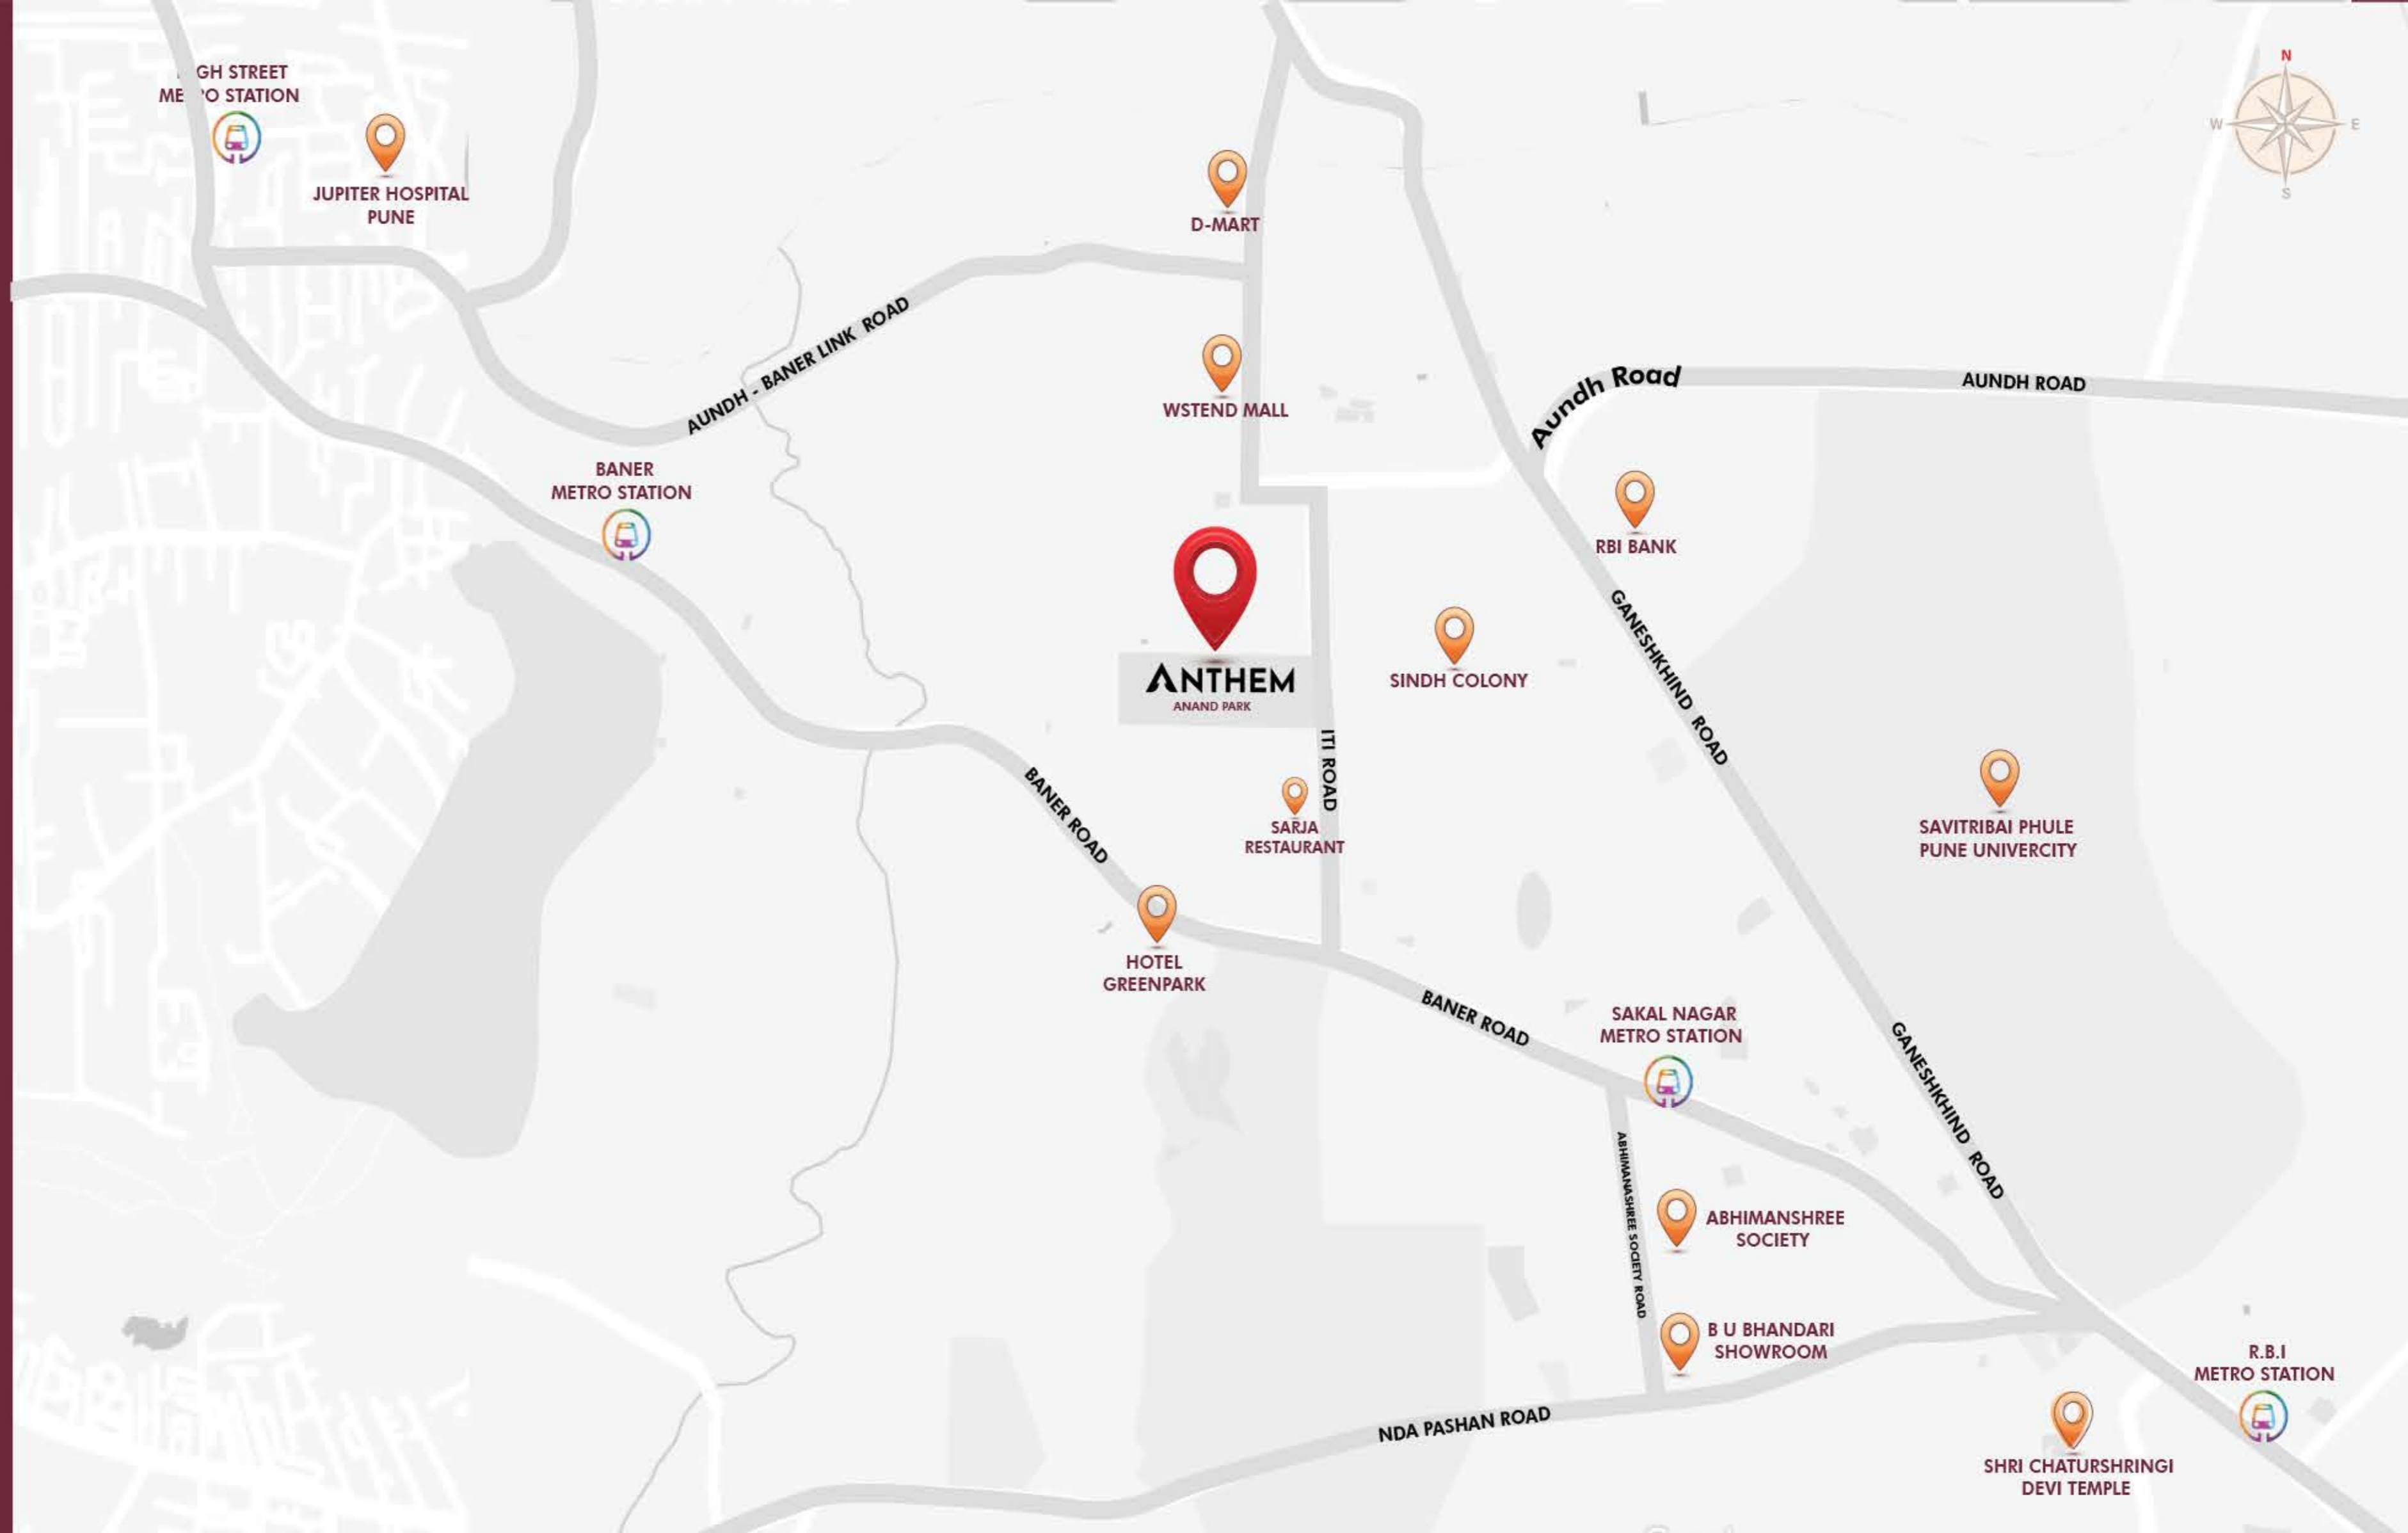 GH STREET
ME O STATION
JUPITER HOSPITAL
PUNE
N
W
E
S
D-MART
AUNDH - BANER LINK ROAD
WSTEND MALL
Aundh Road
AUNDH ROAD
BANER
METRO STATION
RBI BANK
GANESHKHIND ROAD
SINDH COLONY
ANTHEM
ANAND PARK
ITI ROAD
BANER ROAD
SARJA
RESTAURANT
SAVITRIBAI PHULE
PUNE UNIVERCITY
HOTEL
GREENPARK
BANER ROAD
SAKAL NAGAR
METRO STATION
GANESHKHIND ROAD
ABHIMANASHREE SOCIETY ROAD
ABHIMANSHREE
SOCIETY
B U BHANDARI
SHOWROOM
R.B.I
METRO STATION
NDA PASHAN ROAD
SHRI CHATURSHRINGI
DEVI TEMPLE